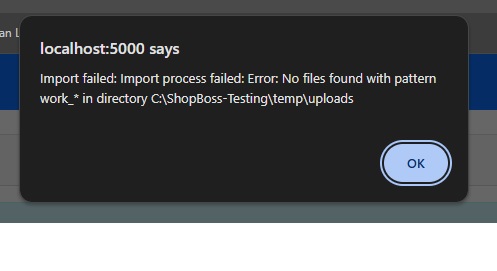 an L
localhost:5000 says
Import failed: Import process failed: Error: No files found with pattern
work_* in directory C:\ShopBoss-Testing\temp\uploads
OK